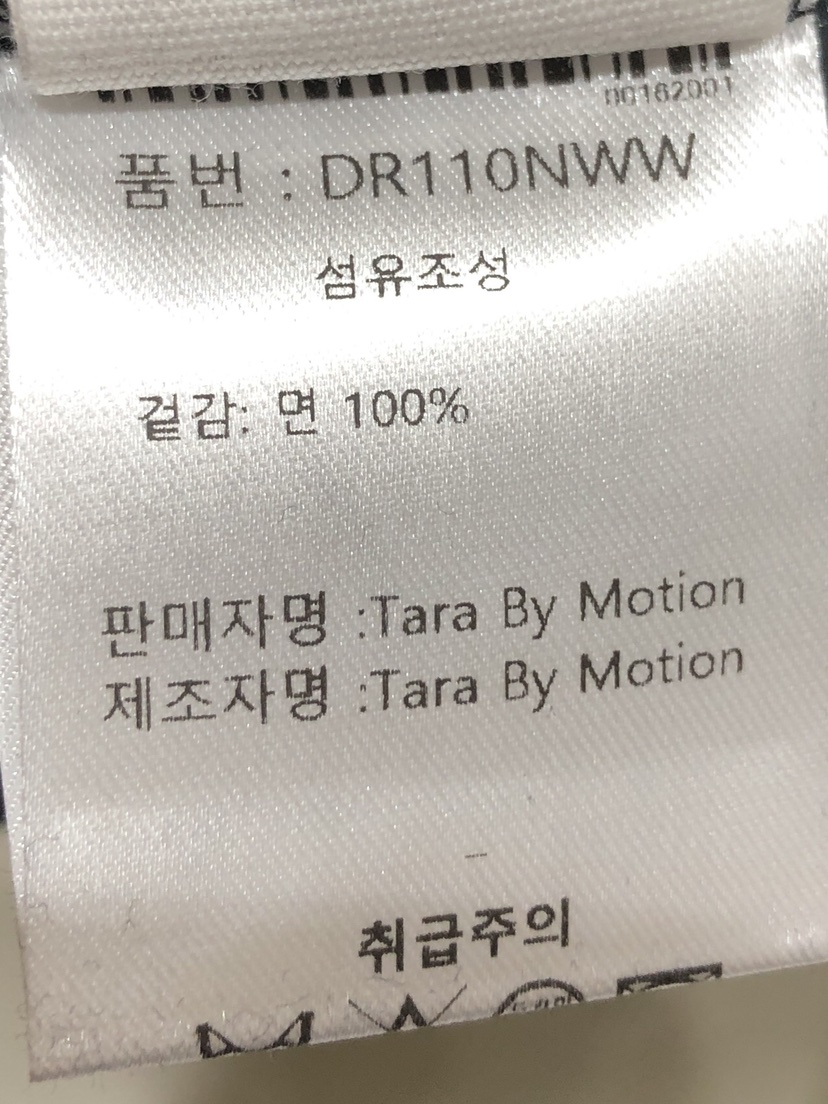 00162001
품번 : DR110NWW
섬유조성
겉감: 면 100%
판매자명 :Tara By Motion
제조자명 :Tara By Motion
취급주의